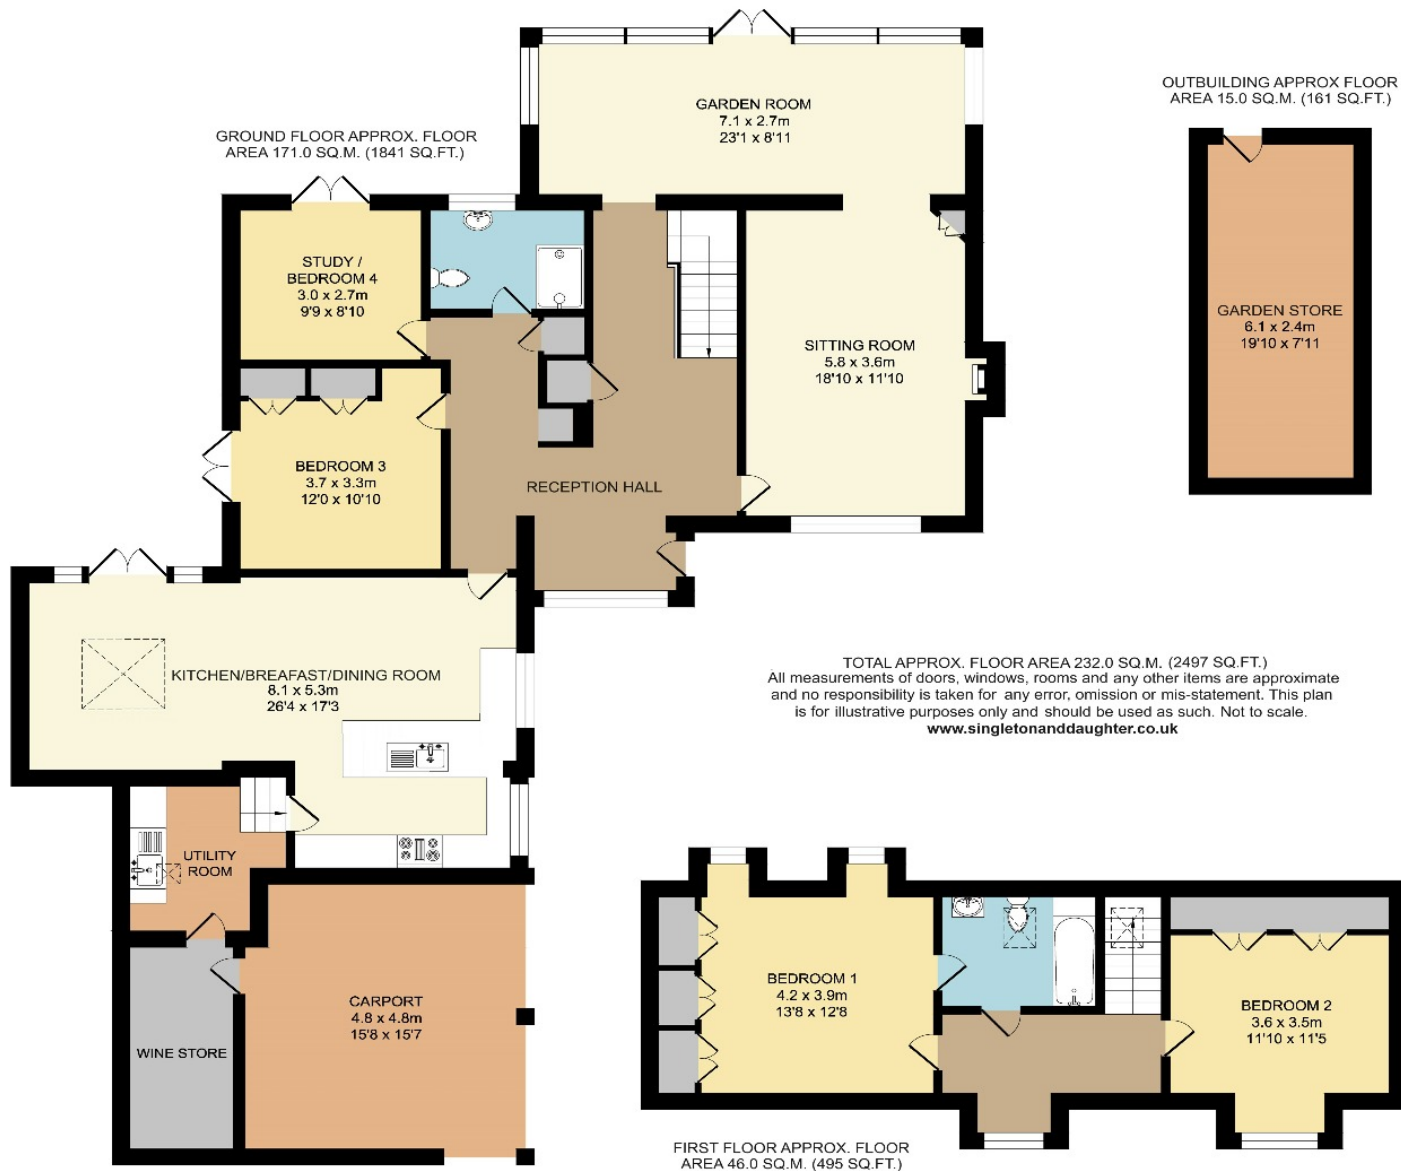 OUTBUILDING APPROX FLOOR
AREA 15.0 SQ.M. (161 SQ.FT.)
GROUND FLOOR APPROX. FLOOR
AREA 171.0 SQ.M. (1841 SQ.FT.)
GARDEN ROOM
7.1 x 2.7m
23'1 x 8'11
STUDY /
BEDROOM 4
3.0 x 2.7m
9'9 x 8'10
SITTING ROOM
5.8 x 3.6m
18'10 x 11'10
GARDEN STORE
6.1 x 2.4m
19'10 x 7'11
BEDROOM 3
3.7 x 3.3m
12'0 x 10'10
RECEPTION HALL
KITCHEN/BREAFAST/DINING ROOM
8.1 x 5.3m
26'4 x 17'3
TOTAL APPROX. FLOOR AREA 232.0 SQ.M. (2497 SQ.FT.)
All measurements of doors, windows, rooms and any other items are approximate
and no responsibility is taken for any error, omission or mis-statement. This plan
is for illustrative purposes only and should be used as such. Not to scale.
www.singletonanddaughter.co.uk
UTILITY
ROOM
CARPORT
4.8 x 4.8m
15'8 x 15'7
WINE STORE
BEDROOM 1
4.2 x 3.9m
13'8 x 12'8
BEDROOM 2
3.6 x 3.5m
11'10 x 11'5
FIRST FLOOR APPROX. FLOOR
AREA 46.0 SQ.M. (495 SQ.FT.)